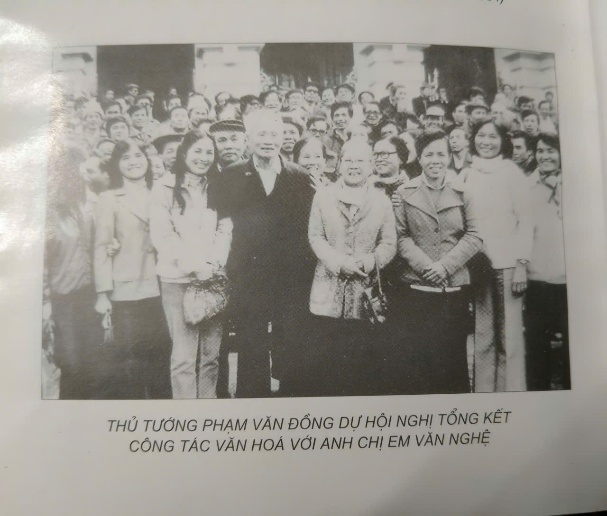 THỦ TƯỚNG PHẠM VĂN ĐỒNG DỰ HỘI NGHỊ TỔNG KẾT
CÔNG TÁC VĂN HOÁ VỚI ANH CHỊ EM VĂN NGHỆ